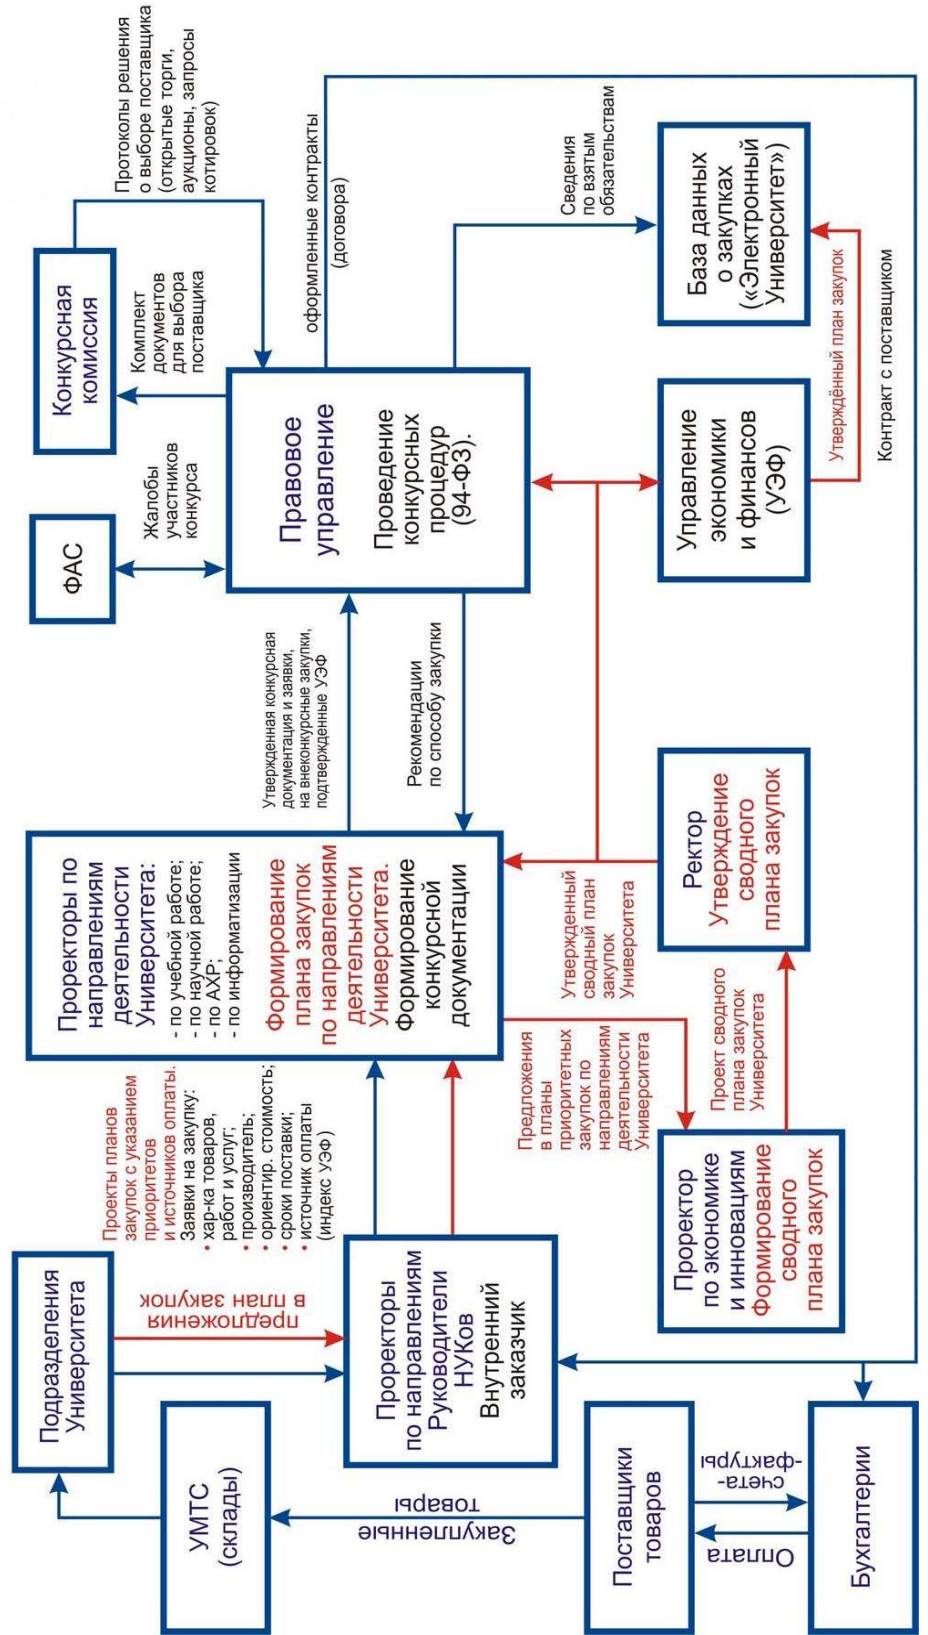 Подразделения
Университета
УМТС
(склады)
предложения
в план закупок
Проекты планов
закупок с указанием
приоритетов
и источников оплаты.
Заявки на закупку:
• хар-ка товаров,
работ и услуг;
• производитель;
• ориентир. стоимость;
• сроки поставки;
• источник оплаты
(индекс УЭФ)
Проректоры
по направлениям
Руководители
НУКов
Внутренний
заказчик
Закупленные
товары
Поставщики
товаров
счета-
-фактуры
Оплата
Бухгалтерии
Проректоры по
направлениям
деятельности
Университета:
- по учебной работе;
- по научной работе;
- по АХР;
- по информатизации
Формирование
плана закупок
по направлениям
деятельности
Университета.
Формирование
конкурсной
документации
Предложения
в планы
приоритетных
закупок по
направлениям
деятельности
Университета
Проректор
по экономике
и инновациям
Формирование
сводного
плана закупок
Проект сводного
плана закупок
Университета
Ректор
Утверждение
сводного
плана закупок
Утвержденный
сводный план
закупок
Университета
Утвержденная конкурсная
документация и заявки,
на внеконкурсные закупки,
подтвержденные УЭФ
Рекомендации
по способу закупки
ФАС
Жалобы
участников
конкурса
Конкурсная
комиссия
Комплект
документов
для выбора
поставщика
Протоколы решения
о выборе поставщика
(открытые торги,
аукционы, запросы
котировок)
Правовое
управление
Проведение
конкурсных
процедур
(94-ФЗ).
оформленные контракты
(договора)
Сведения
по взятым
обязательствам
Управление
экономики
и финансов
(УЭФ)
База данных
о закупках
(«Электронный
Университет»)
Утверждённый план закупок
Контракт с поставщиком